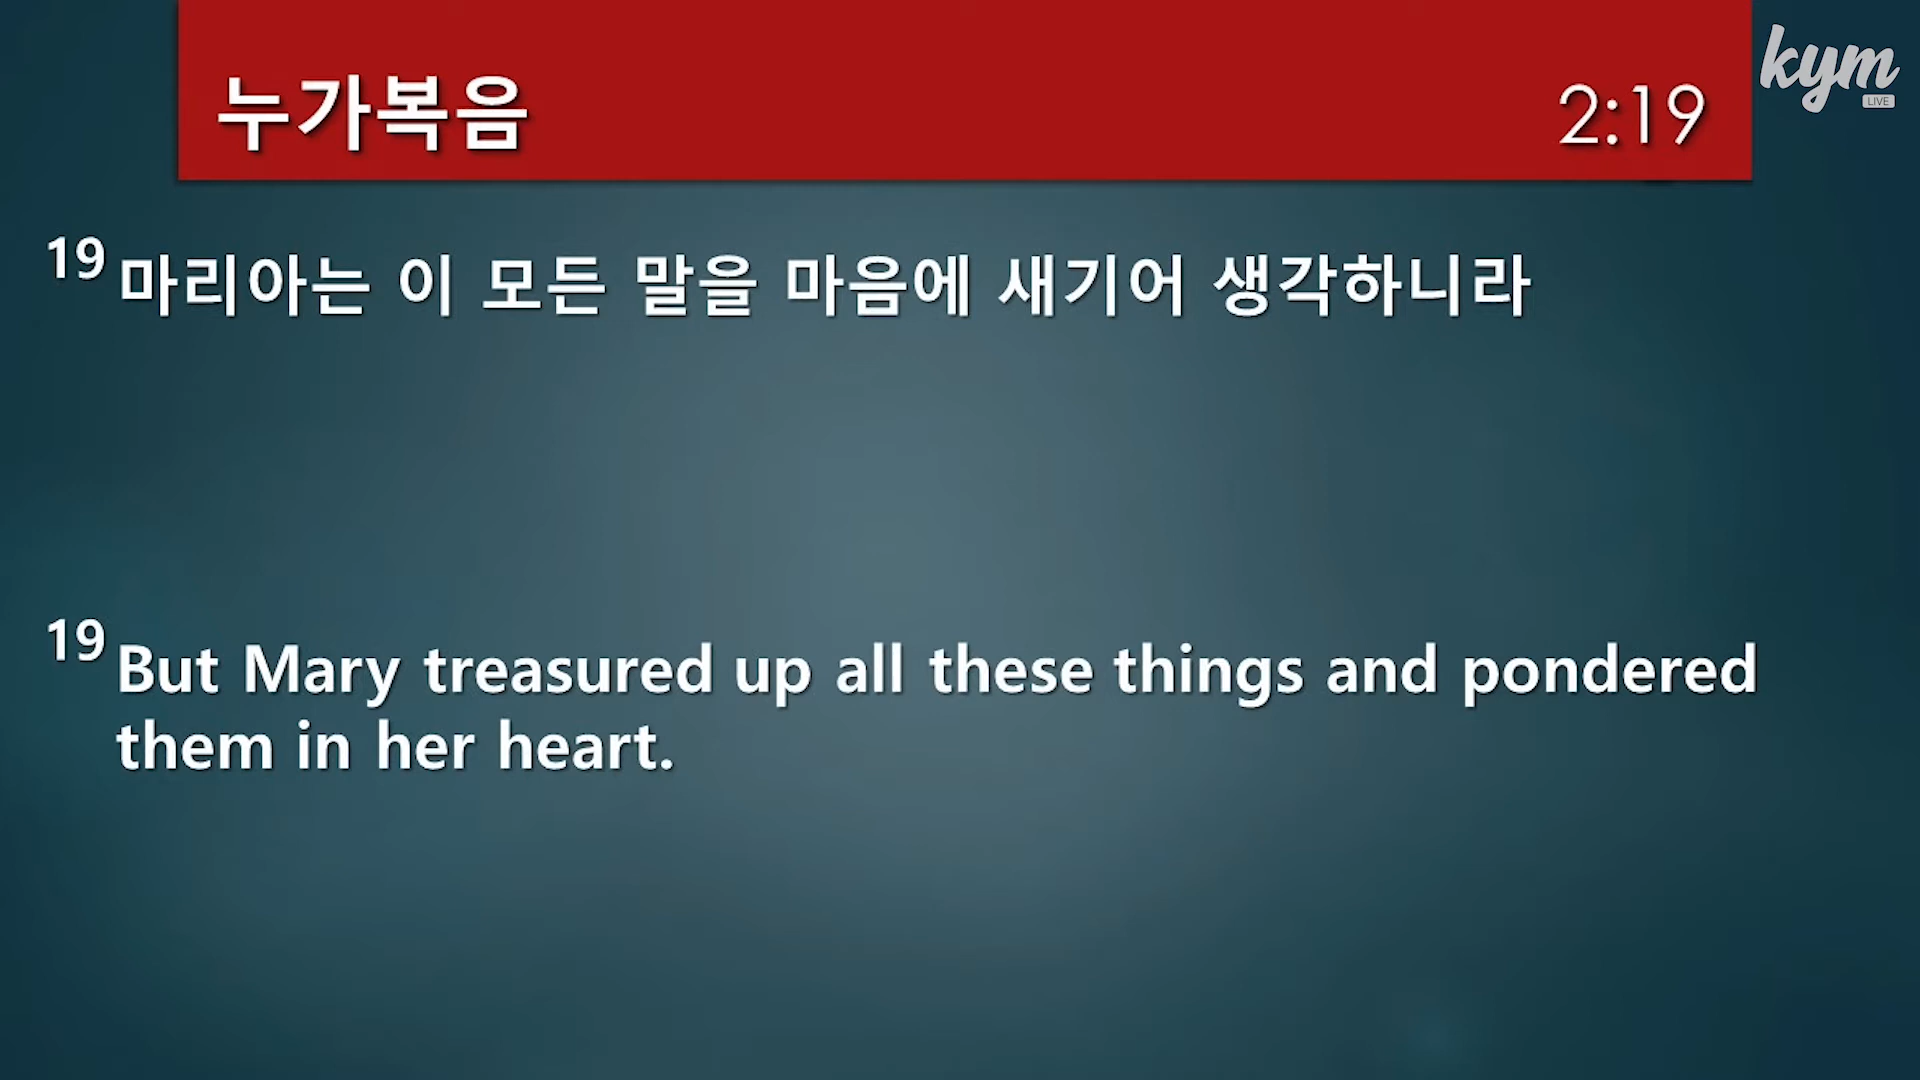 누가복음 2:19
kym
LIVE
19 마리아는 이 모든 말을 마음에 새기어 생각하니라
19 But Mary treasured up all these things and pondered
them in her heart.